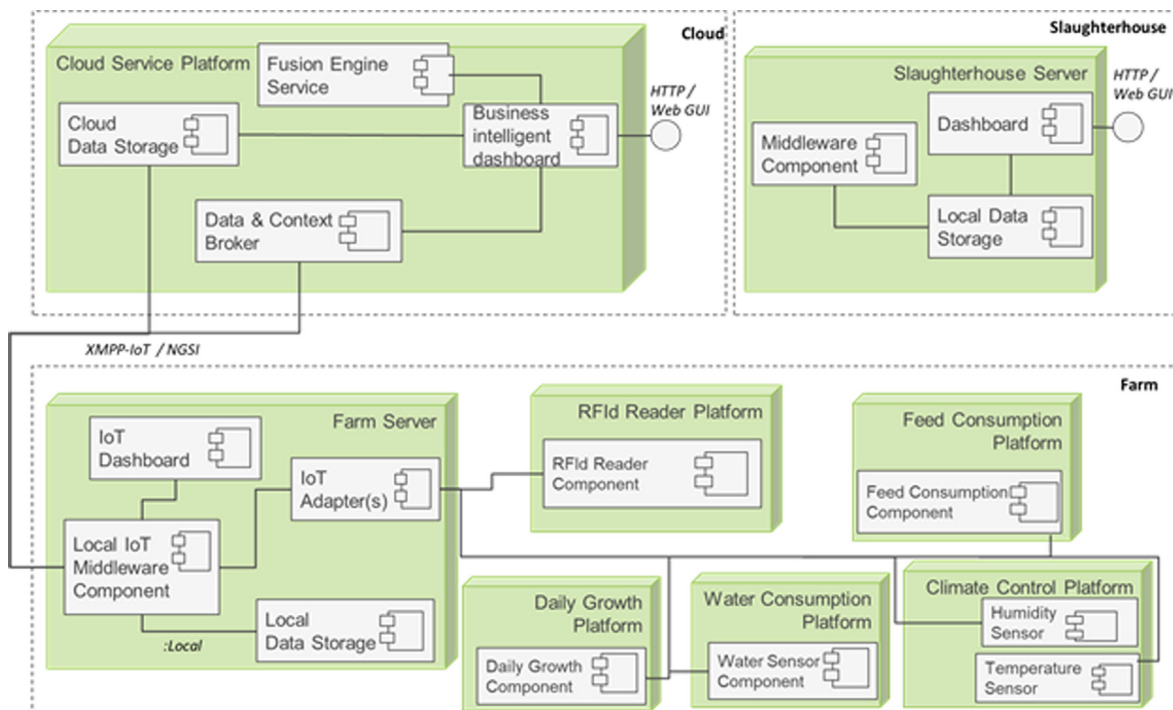 Cloud
Cloud Service Platform
Fusion Engine
Service
Cloud
Data Storage
Business
intelligent
dashboard
HTTP /
Web GUI
Data & Context
Broker
Slaughterhouse
Slaughterhouse Server
HTTP /
Web GUI
Dashboard
Middleware
Component
Local Data
Storage
XMPP-IoT / NGSI
Farm
Farm Server
IoT
Dashboard
IoT
Adapter(s)
Local IoT
Middleware
Component
Local
Data Storage
:Local
RFId Reader Platform
RFId Reader
Component
Feed Consumption
Platform
Feed Consumption
Component
Daily Growth
Platform
Daily Growth
Component
Water Consumption
Platform
Water Sensor
Component
Climate Control Platform
Humidity
Sensor
Temperature
Sensor